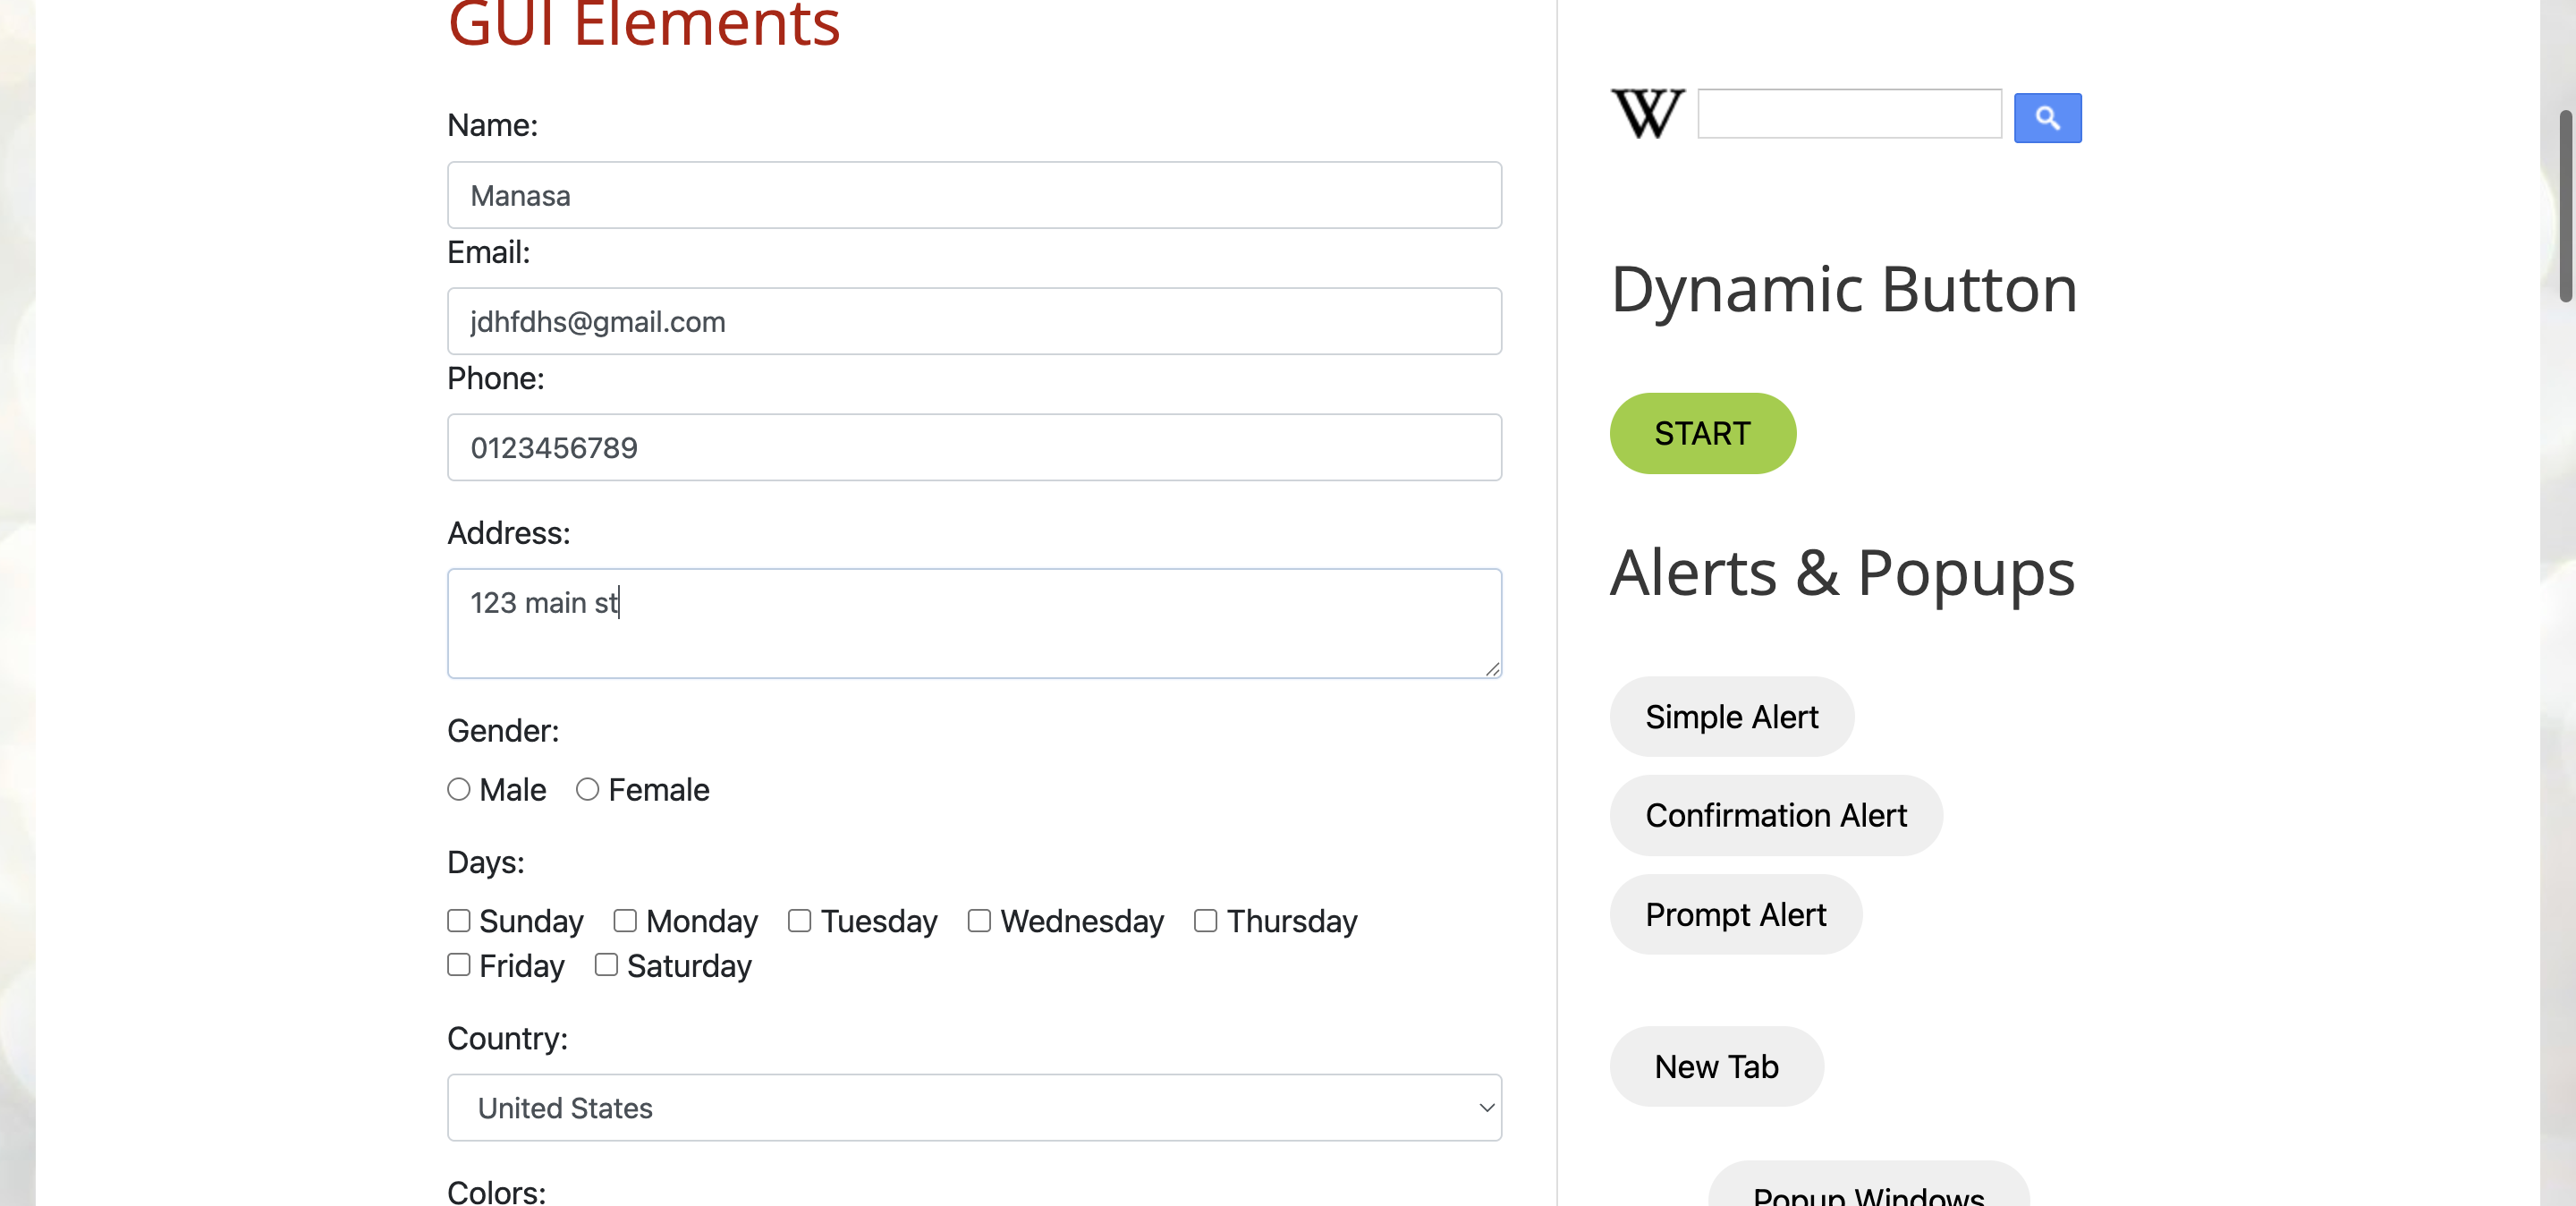 GUI Elements
Name:
Manasa
Email:
jdhfdhs@gmail.com
Phone:
0123456789
Address:
123 main st
Gender:
Male Female
Days:
Sunday Monday Tuesday Wednesday Thursday
Friday Saturday
Country:
United States
Colors:
W
Dynamic Button
START
Alerts & Popups
Simple Alert
Confirmation Alert
Prompt Alert
New Tab
Popup Windows